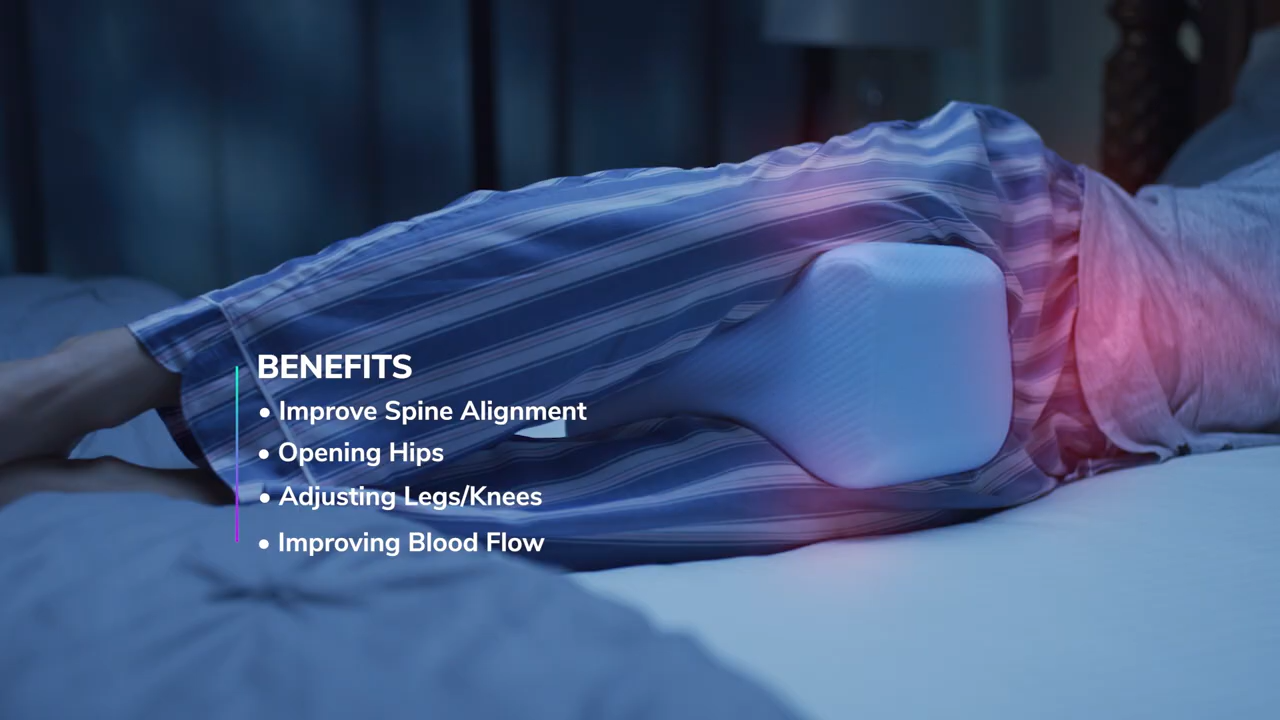 BENEFITS
• Improve Spine Alignment
• Opening Hips
• Adjusting Legs/Knees
• Improving Blood Flow